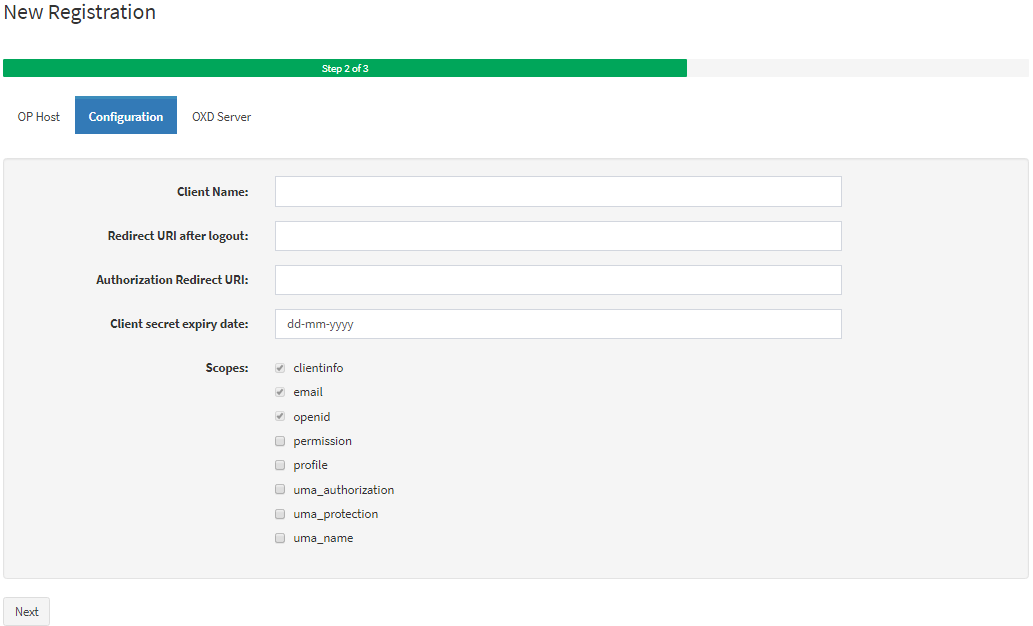 New Registration
Step 2 of 3
OP Host Configuration OXD Server
Client Name:
Redirect URI after logout:
Authorization Redirect URI:
Client secret expiry date: dd-mm-yyyy
Scopes: clientinfo
email
openid
permission
profile
uma_authorization
uma_protection
uma_name
Next